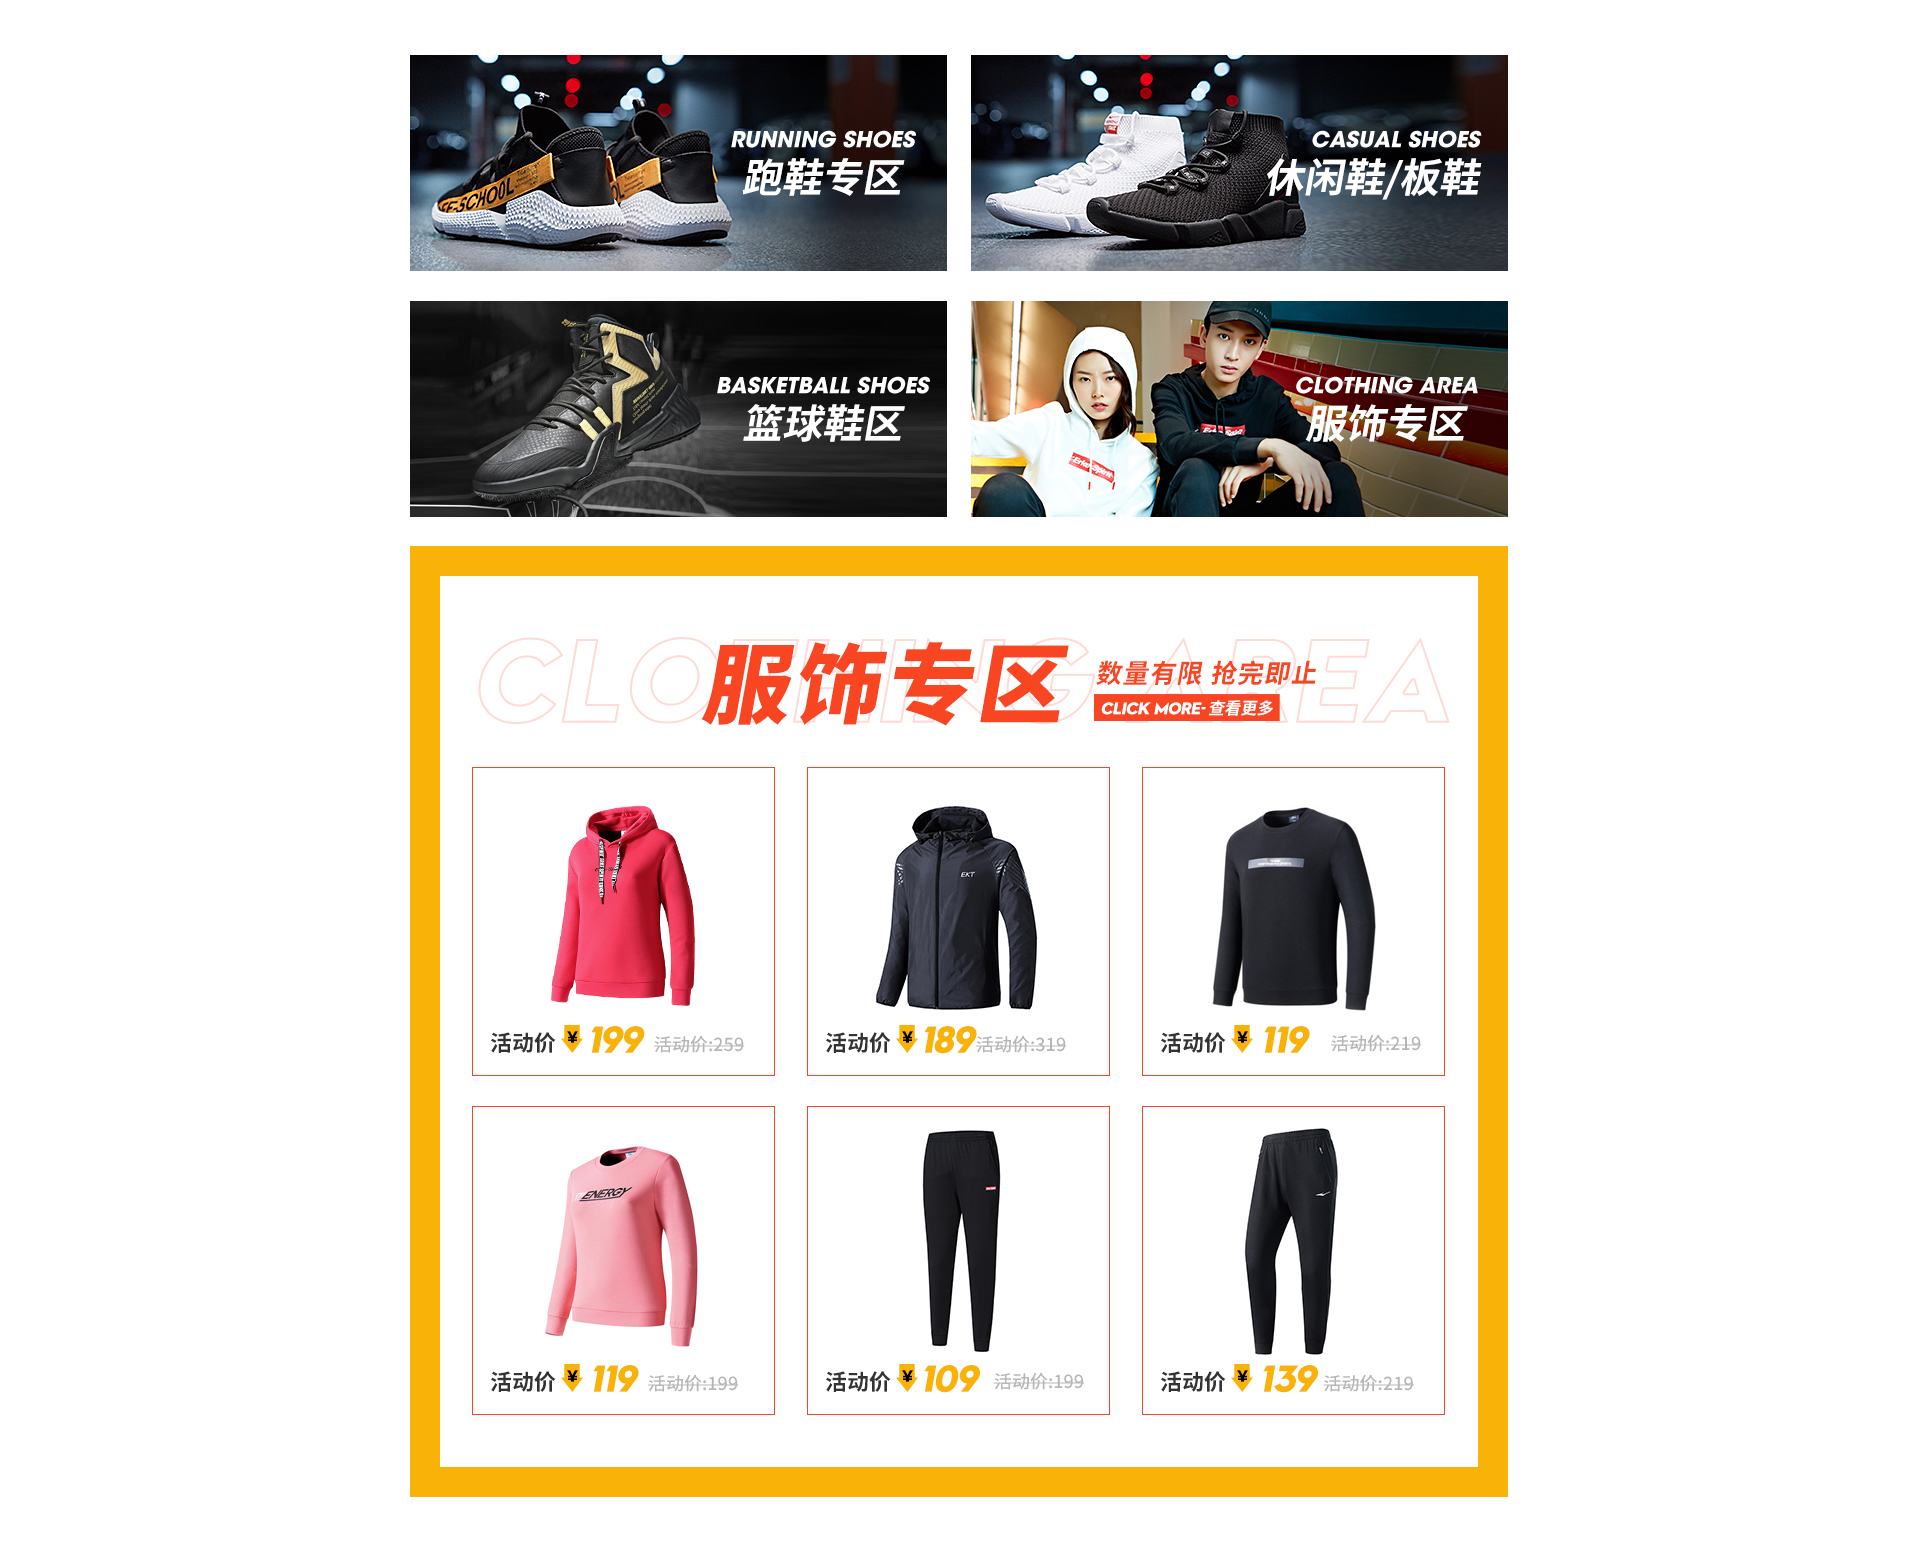 RUNNING SHOES
跑鞋专区
FE-SCHOOL
CASUAL SHOES
休闲鞋/板鞋
BASKETBALL SHOES
篮球鞋区
CLOTHING AREA
服饰专区
CLOTHING AREA
服饰专区
数量有限 抢完即止
CLICK MORE- 查看更多
EKT
活动价 ¥ 199 活动价:259
活动价 ¥ 189 活动价:319
活动价 ¥ 119 活动价:219
ENERGY
活动价 ¥ 119 活动价:199
活动价 ¥ 109 活动价:199
活动价 ¥ 139 活动价:219